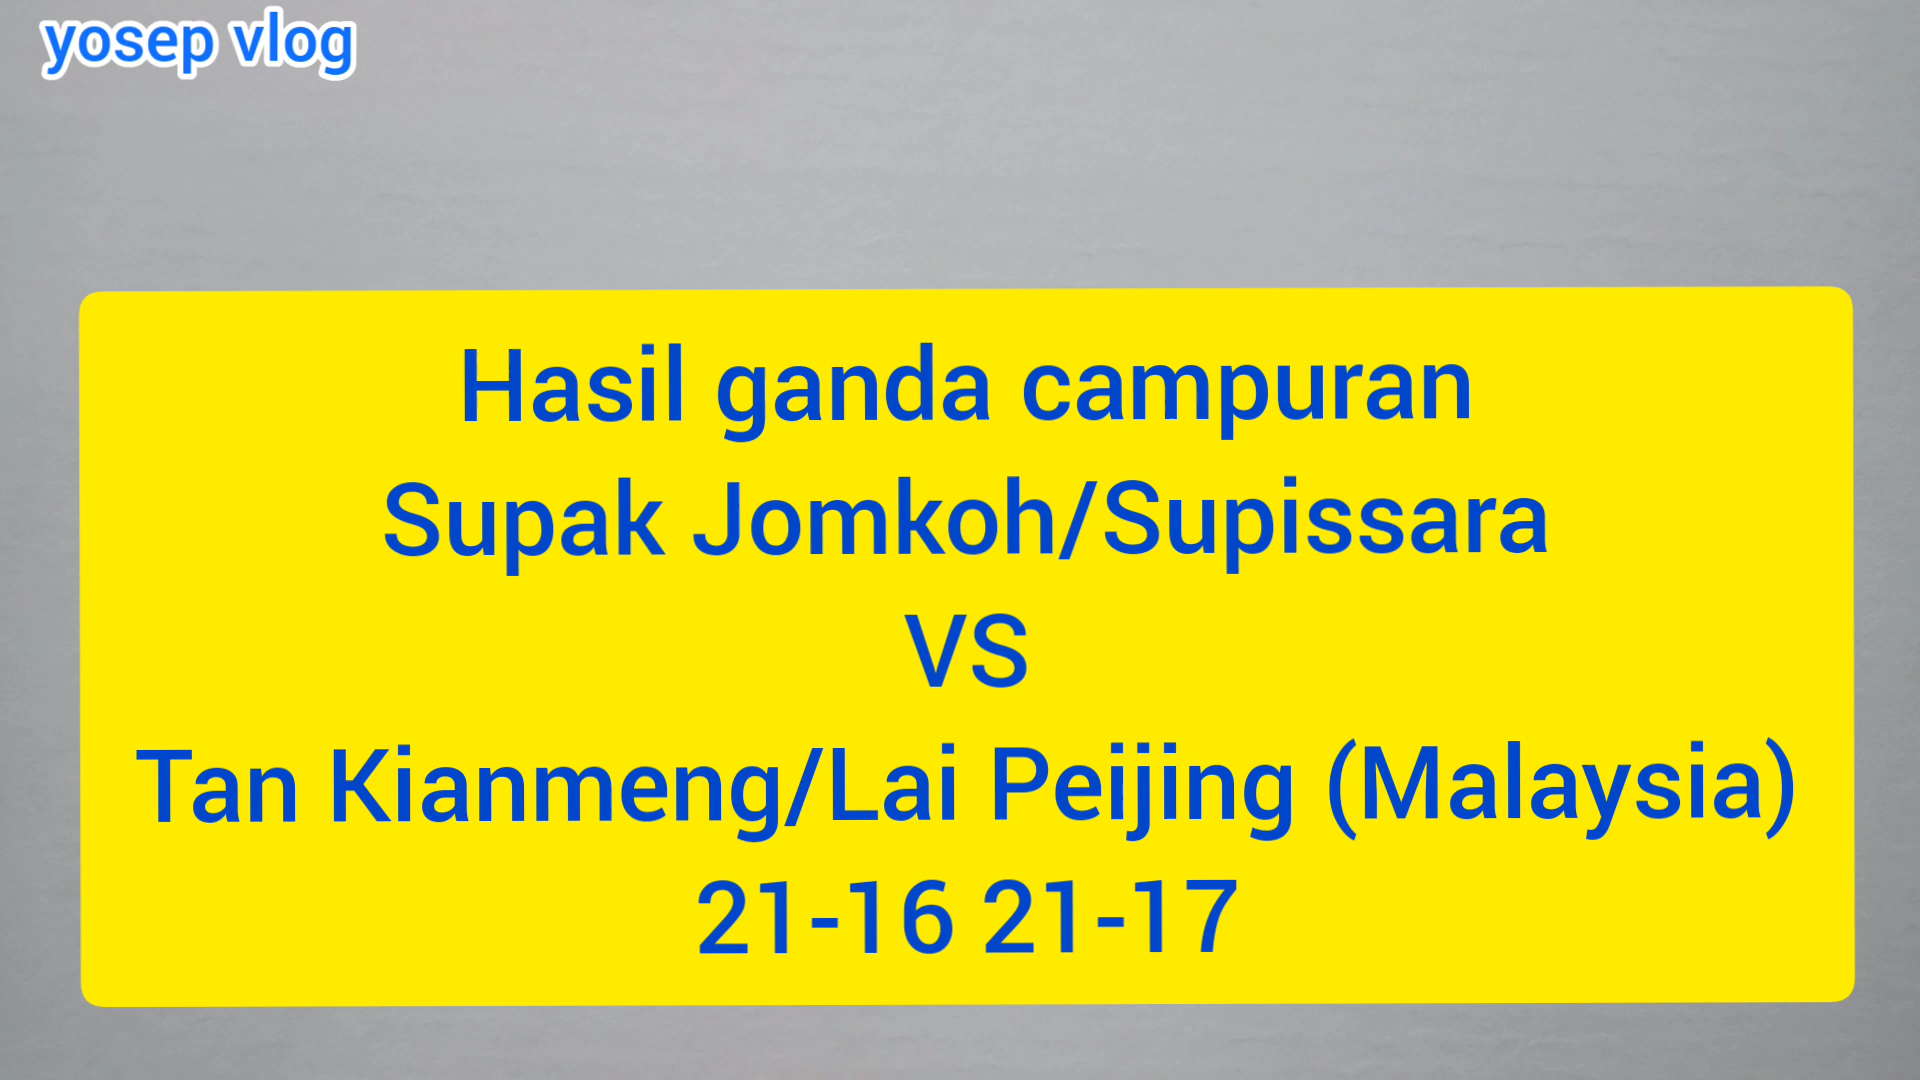 yosep vlog
Hasil ganda campuran
Supak Jomkoh/Supissara
VS
Tan Kianmeng/Lai Peijing (Malaysia)
21-16 21-17